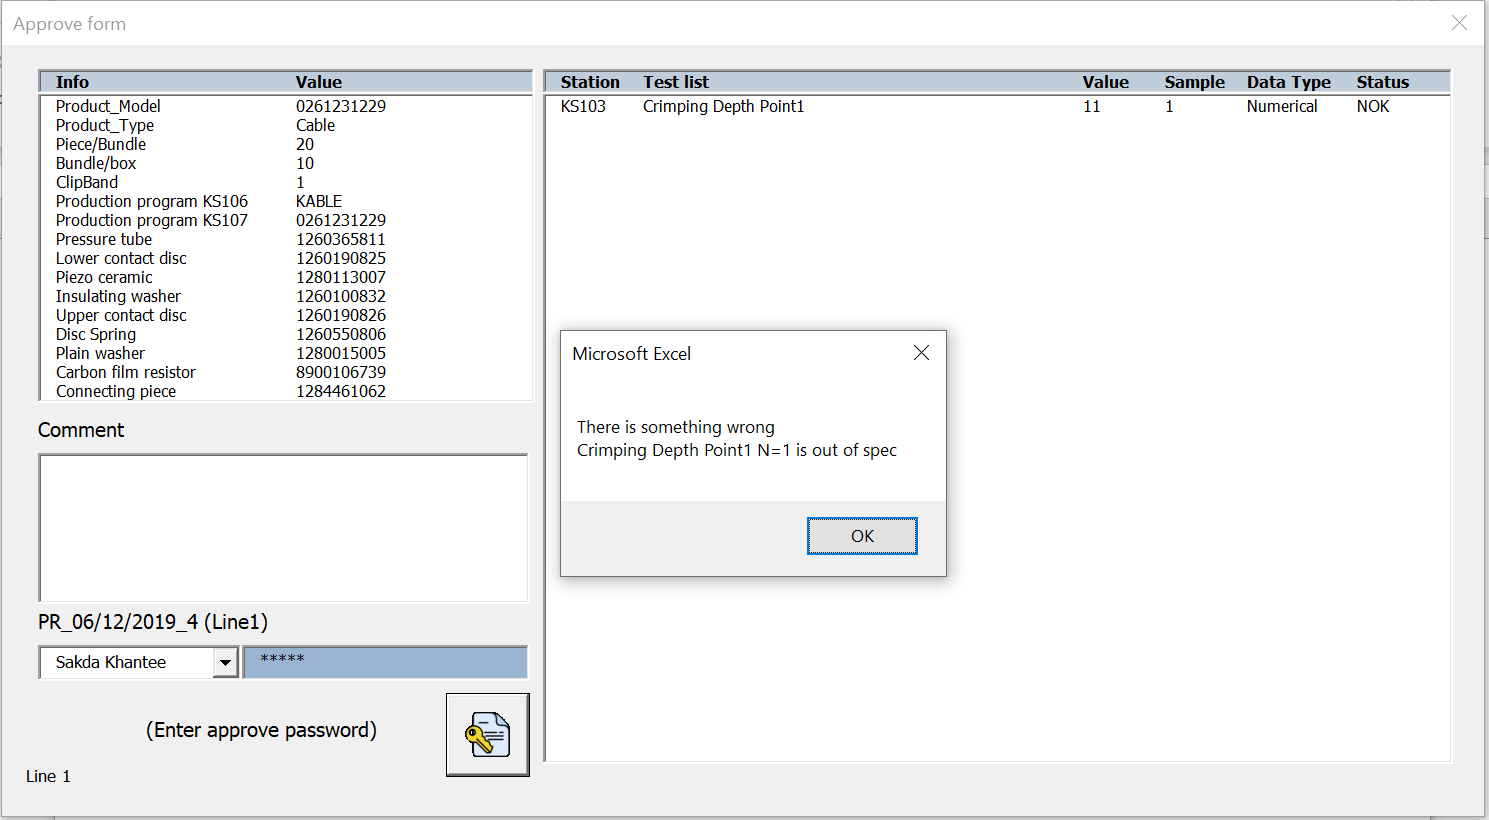 Approve form
Info Value
Product_Model 0261231229
Product_Type Cable
Piece/Bundle 20
Bundle/box 10
ClipBand 1
Production program KS106 KABLE
Production program KS107 0261231229
Pressure tube 1260365811
Lower contact disc 1260190825
Piezo ceramic 1280113007
Insulating washer 1260100832
Upper contact disc 1260190826
Disc Spring 1260550806
Plain washer 1280015005
Carbon film resistor 8900106739
Connecting piece 1284461062
Comment
PR_06/12/2019_4 (Line1)
Sakda Khantee *****
(Enter approve password)
Line 1
Station Test list Value Sample Data Type Status
KS103 Crimping Depth Point1 11 1 Numerical NOK
Microsoft Excel
There is something wrong
Crimping Depth Point1 N=1 is out of spec
OK